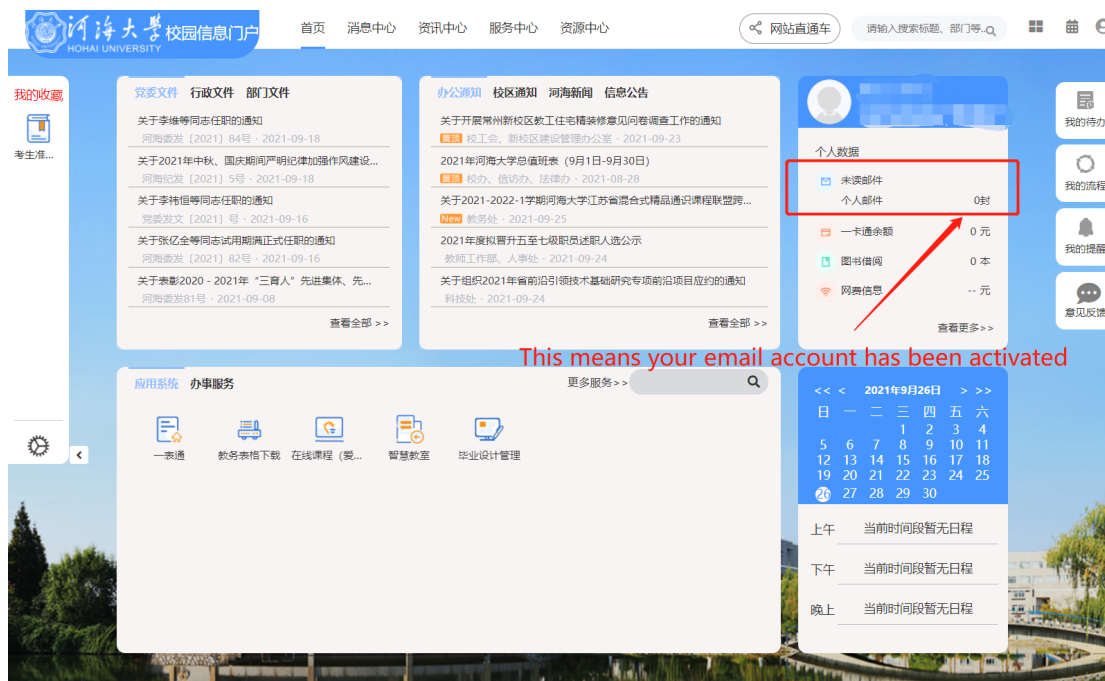 河海大學 校园信息门户
HOHAI UNIVERSITY
首页 消息中心 资讯中心 服务中心 资源中心
网站直通车
请输入搜索标题、部门等..
我的收藏
考生准...
党委文件 行政文件 部门文件
关于李维等同志任职的通知
河海委发〔2021〕84号 · 2021-09-18
关于2021年中秋、国庆期间严明纪律加强作风建设...
河海纪发〔2021〕5号 · 2021-09-18
关于李祎恒等同志任职的通知
党委发文〔2021〕号 · 2021-09-16
关于张亿全等同志试用期满正式任职的通知
河海委发〔2021〕82号 · 2021-09-16
关于表彰2020 - 2021年 “三育人” 先进集体、先...
河海委发81号 · 2021-09-08
查看全部 >>
办公通知 校区通知 河海新闻 信息公告
关于开展常州新校区教工住宅精装修意见问卷调查工作的通知
置顶 校工会、新校区建设管理办公室 · 2021-09-23
2021年河海大学总值班表（9月1日-9月30日）
置顶 校办、信访办、法律办 · 2021-08-28
关于2021-2022-1学期河海大学江苏省混合式精品通识课程联盟跨...
New 教务处 · 2021-09-25
2021年度拟晋升五至七级职员述职人选公示
教师工作部、人事处 · 2021-09-24
关于组织2021年省前沿引领技术基础研究专项前沿项目应约的通知
科技处 · 2021-09-24
查看全部 >>
个人数据
未读邮件
个人邮件 0封
一卡通余额 0 元
图书借阅 0 本
网费信息 -- 元
查看更多>>
我的待办
我的流程
我的提醒
意见反馈
This means your email account has been activated
应用系统 办事服务
更多服务>>
一表通 教务表格下载 在线课程（爱... 智慧教室 毕业设计管理
<< < 2021年9月26日 > >>
日 一 二 三 四 五 六
1 2 3 4
5 6 7 8 9 10 11
12 13 14 15 16 17 18
19 20 21 22 23 24 25
26 27 28 29 30
上午 当前时间段暂无日程
下午 当前时间段暂无日程
晚上 当前时间段暂无日程